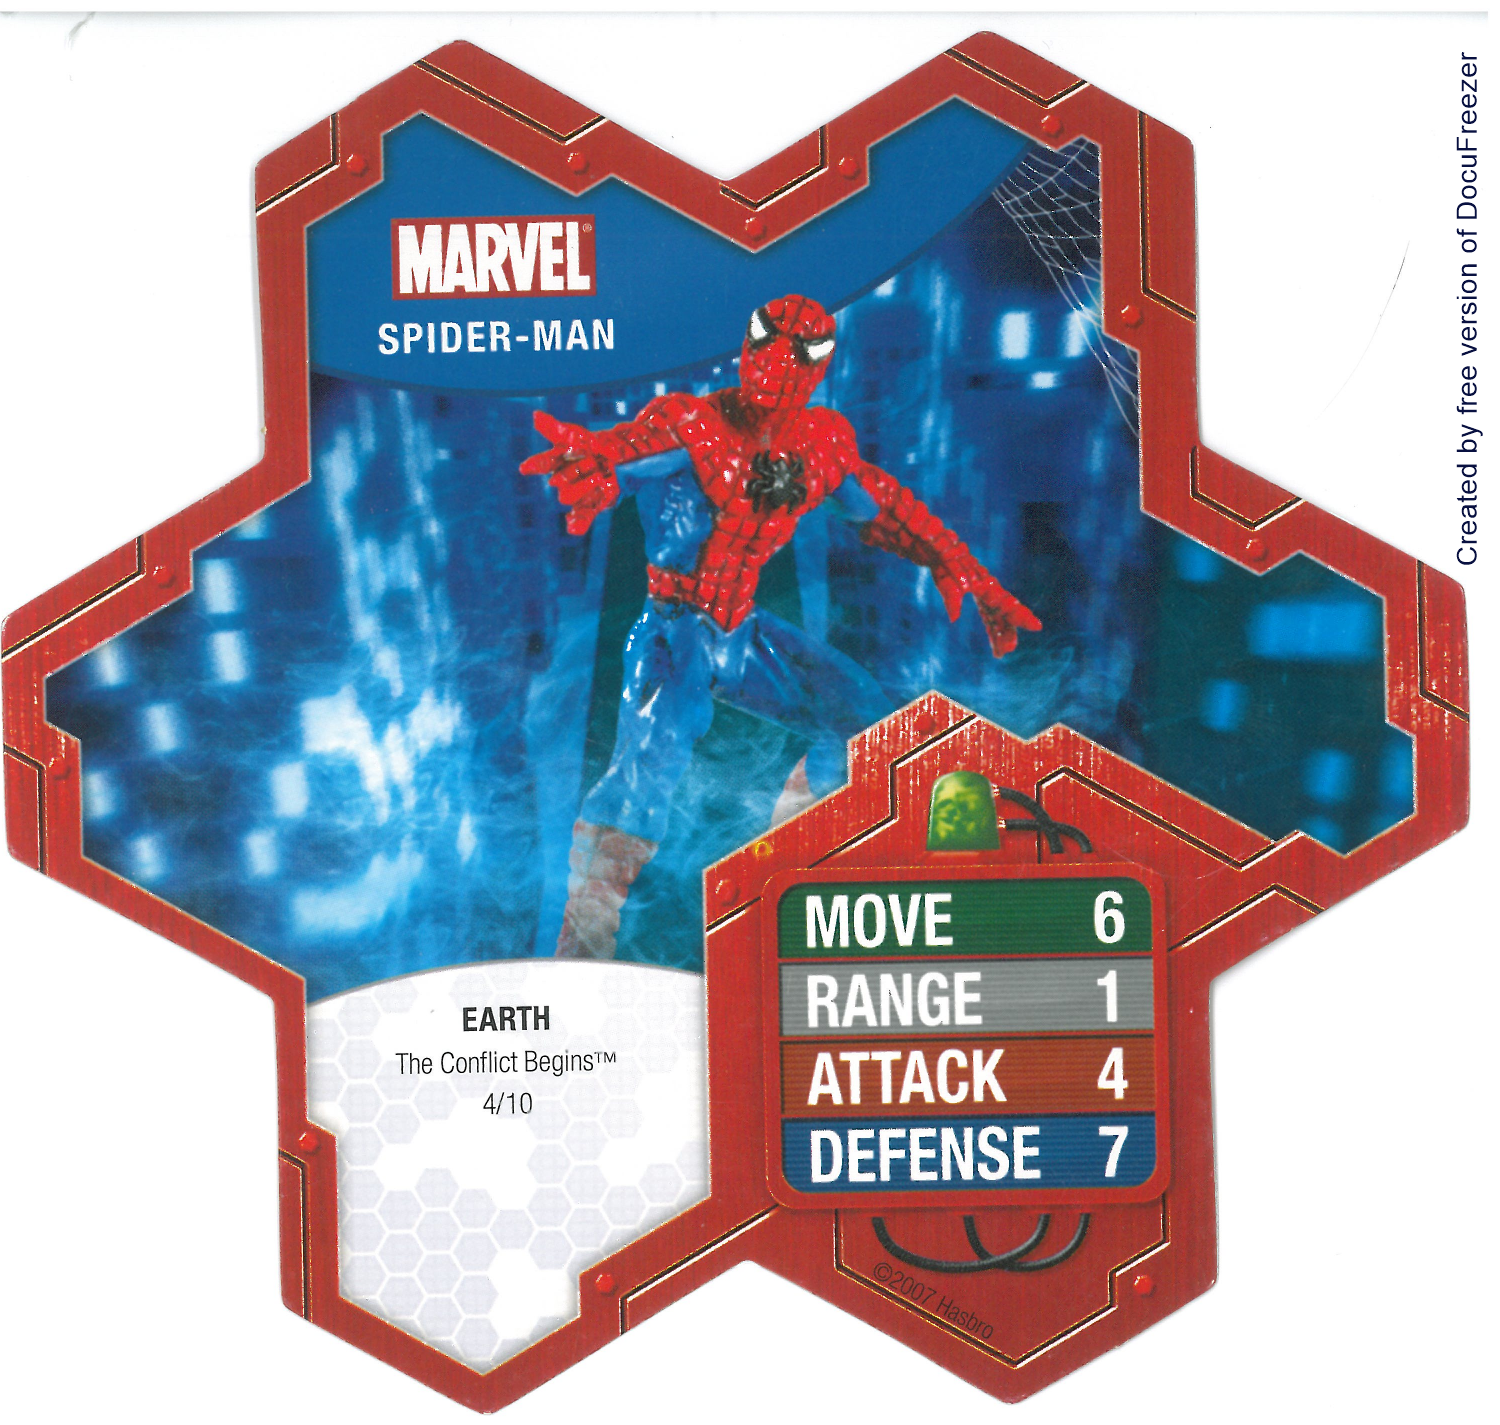 MARVEL®
SPIDER-MAN
EARTH
The Conflict Begins™
4/10
MOVE 6
RANGE 1
ATTACK 4
DEFENSE 7
©2007 Hasbro
Created by free version of DocuFreezer